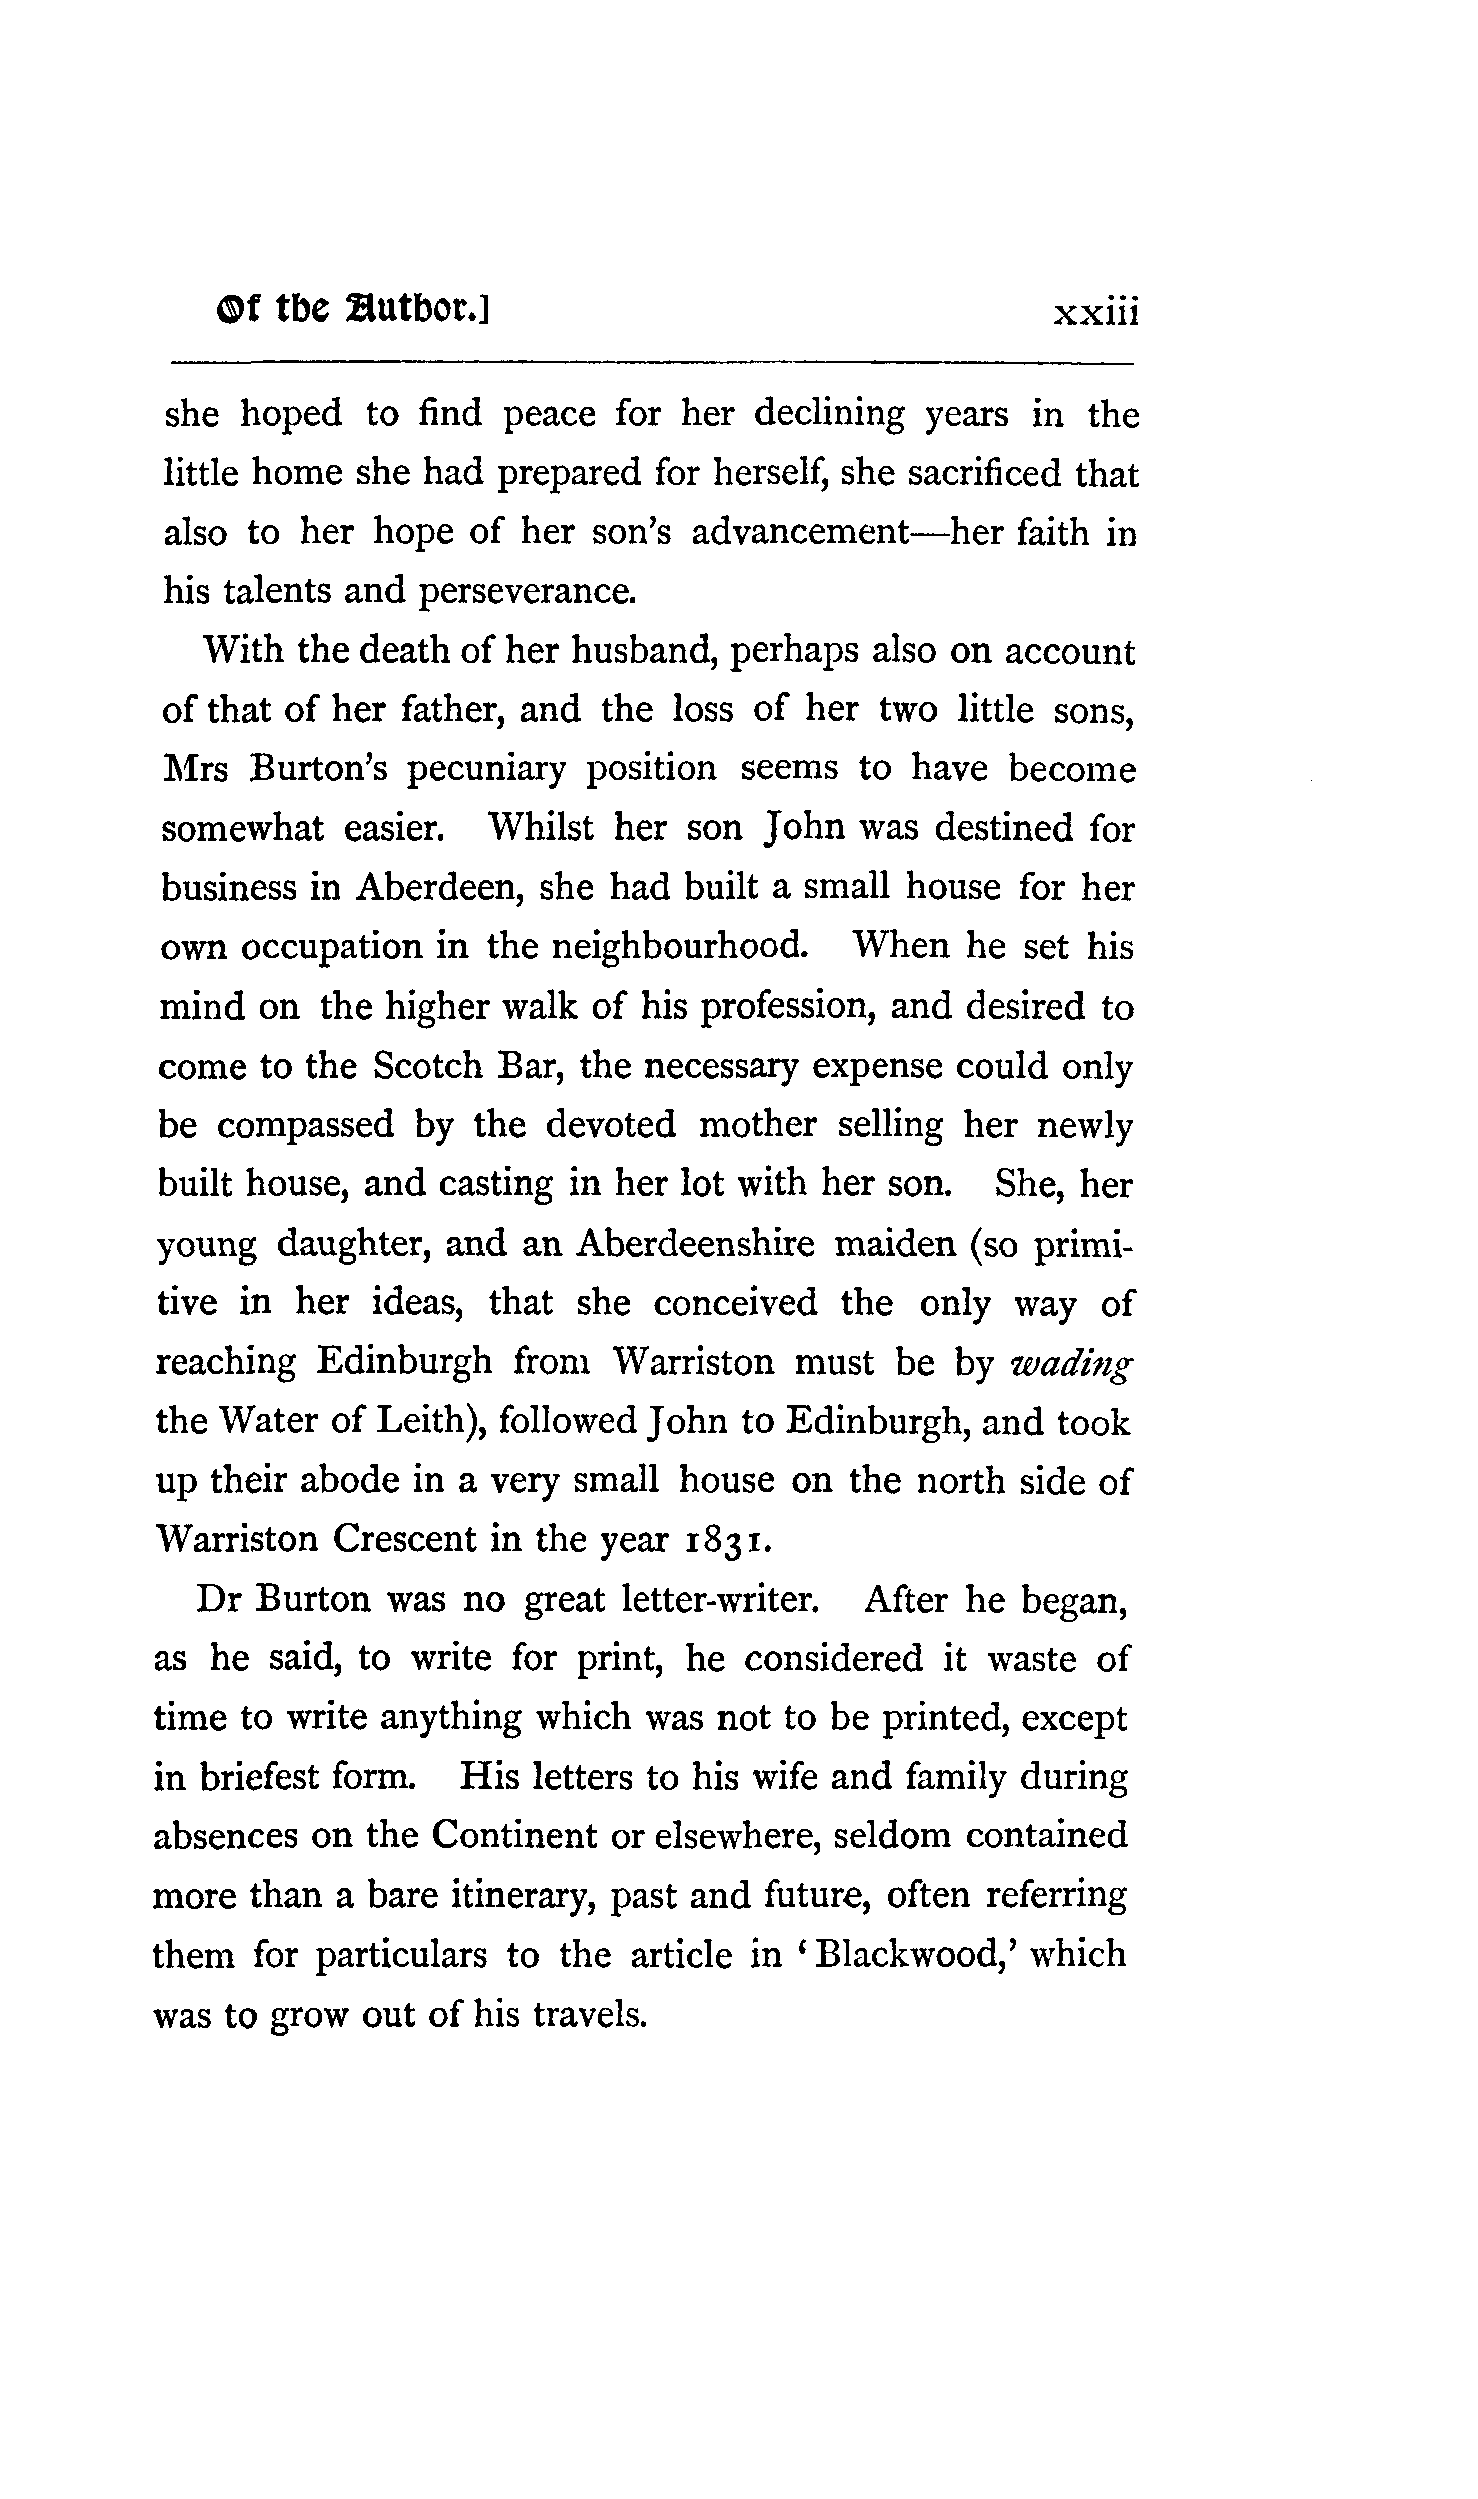 Of the Author.] xxiii
she hoped to find peace for her declining years in the
little home she had prepared for herself, she sacrificed that
also to her hope of her son's advancement—her faith in
his talents and perseverance.
With the death of her husband, perhaps also on account
of that of her father, and the loss of her two little sons,
Mrs Burton's pecuniary position seems to have become
somewhat easier. Whilst her son John was destined for
business in Aberdeen, she had built a small house for her
own occupation in the neighbourhood. When he set his
mind on the higher walk of his profession, and desired to
come to the Scotch Bar, the necessary expense could only
be compassed by the devoted mother selling her newly
built house, and casting in her lot with her son. She, her
young daughter, and an Aberdeenshire maiden (so primi-
tive in her ideas, that she conceived the only way of
reaching Edinburgh from Warriston must be by wading
the Water of Leith), followed John to Edinburgh, and took
up their abode in a very small house on the north side of
Warriston Crescent in the year 1831.
Dr Burton was no great letter-writer. After he began,
as he said, to write for print, he considered it waste of
time to write anything which was not to be printed, except
in briefest form. His letters to his wife and family during
absences on the Continent or elsewhere, seldom contained
more than a bare itinerary, past and future, often referring
them for particulars to the article in ‘Blackwood,’ which
was to grow out of his travels.